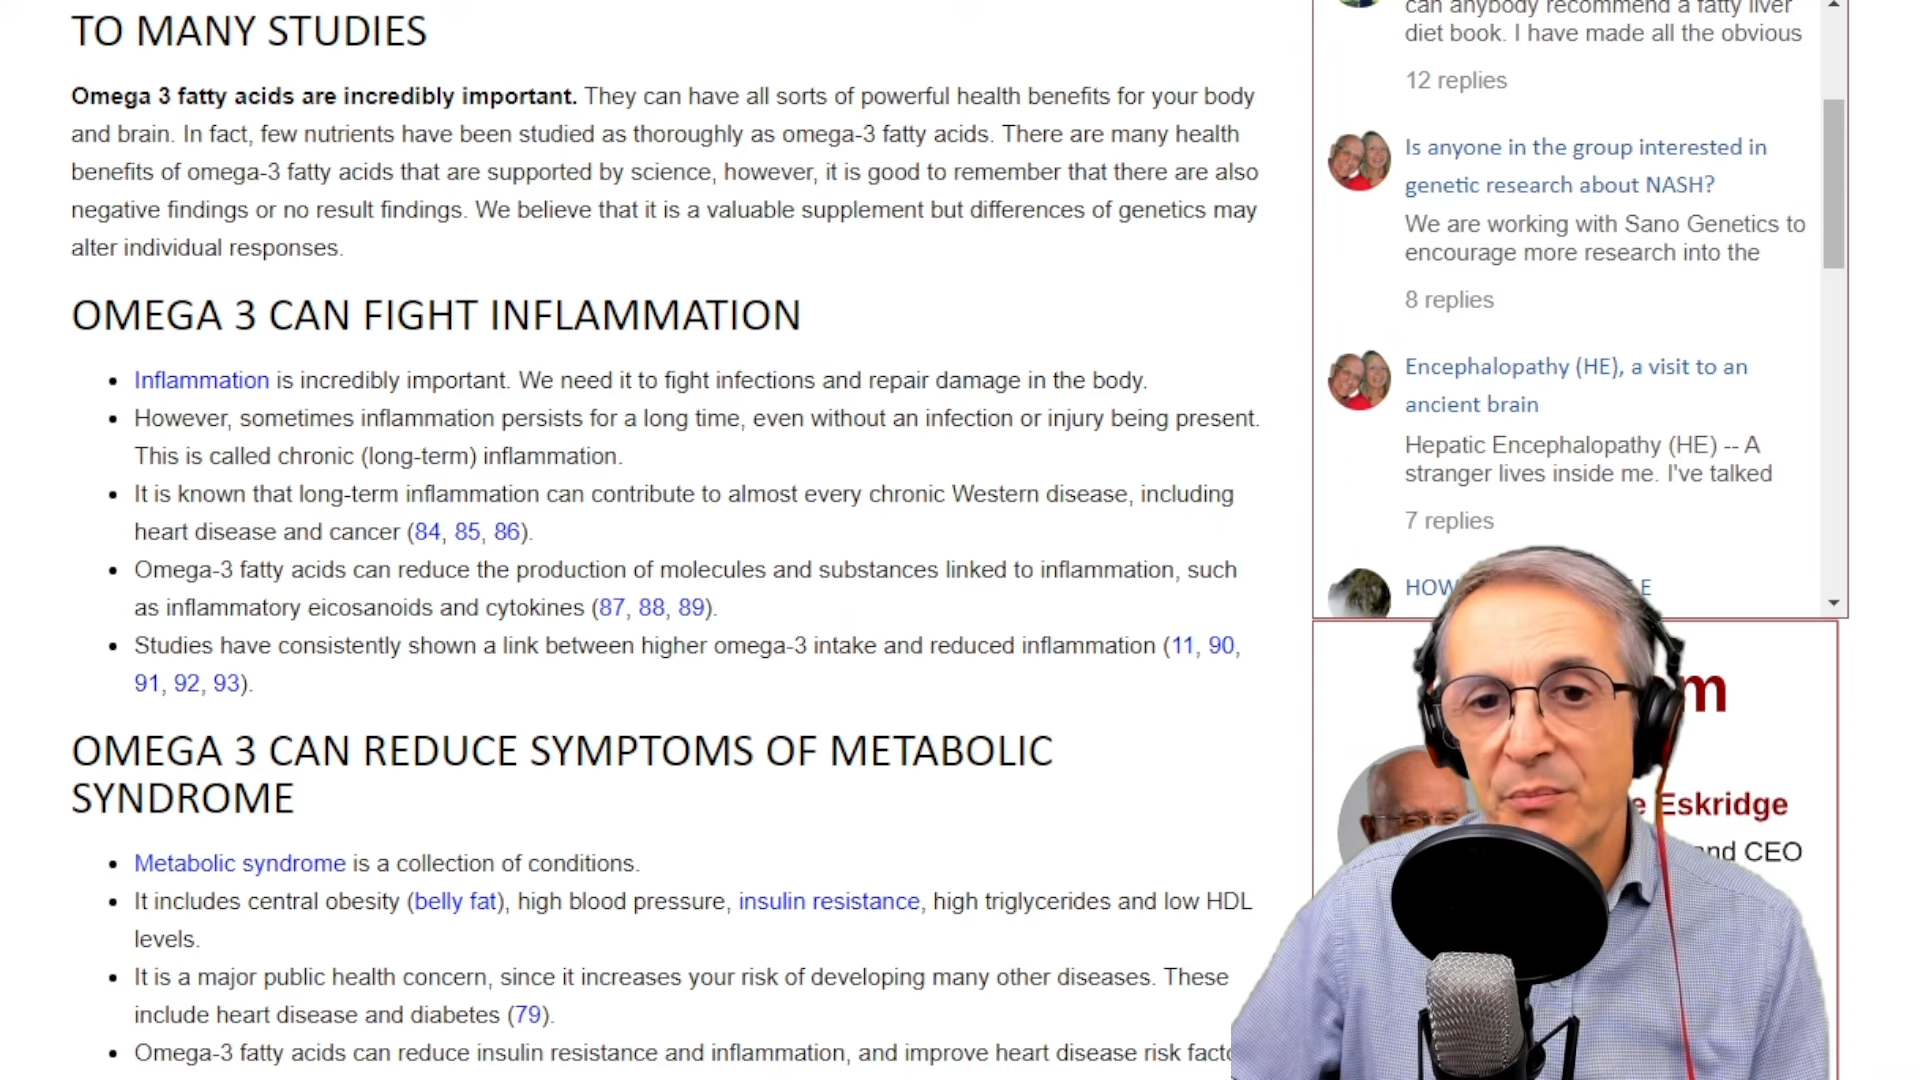 TO MANY STUDIES
Omega 3 fatty acids are incredibly important. They can have all sorts of powerful health benefits for your body
and brain. In fact, few nutrients have been studied as thoroughly as omega-3 fatty acids. There are many health
benefits of omega-3 fatty acids that are supported by science, however, it is good to remember that there are also
negative findings or no result findings. We believe that it is a valuable supplement but differences of genetics may
alter individual responses.
OMEGA 3 CAN FIGHT INFLAMMATION
• Inflammation is incredibly important. We need it to fight infections and repair damage in the body.
• However, sometimes inflammation persists for a long time, even without an infection or injury being present.
This is called chronic (long-term) inflammation.
• It is known that long-term inflammation can contribute to almost every chronic Western disease, including
heart disease and cancer (84, 85, 86).
• Omega-3 fatty acids can reduce the production of molecules and substances linked to inflammation, such
as inflammatory eicosanoids and cytokines (87, 88, 89).
• Studies have consistently shown a link between higher omega-3 intake and reduced inflammation (11, 90,
91, 92, 93).
OMEGA 3 CAN REDUCE SYMPTOMS OF METABOLIC
SYNDROME
• Metabolic syndrome is a collection of conditions.
• It includes central obesity (belly fat), high blood pressure, insulin resistance, high triglycerides and low HDL
levels.
• It is a major public health concern, since it increases your risk of developing many other diseases. These
include heart disease and diabetes (79).
• Omega-3 fatty acids can reduce insulin resistance and inflammation, and improve heart disease risk
can anybody recommend a fatty liver
diet book. I have made all the obvious
12 replies
Is anyone in the group interested in
genetic research about NASH?
We are working with Sano Genetics to
encourage more research into the
8 replies
Encephalopathy (HE), a visit to an
ancient brain
Hepatic Encephalopathy (HE) -- A
stranger lives inside me. I've talked
7 replies
Eskridge
and CEO